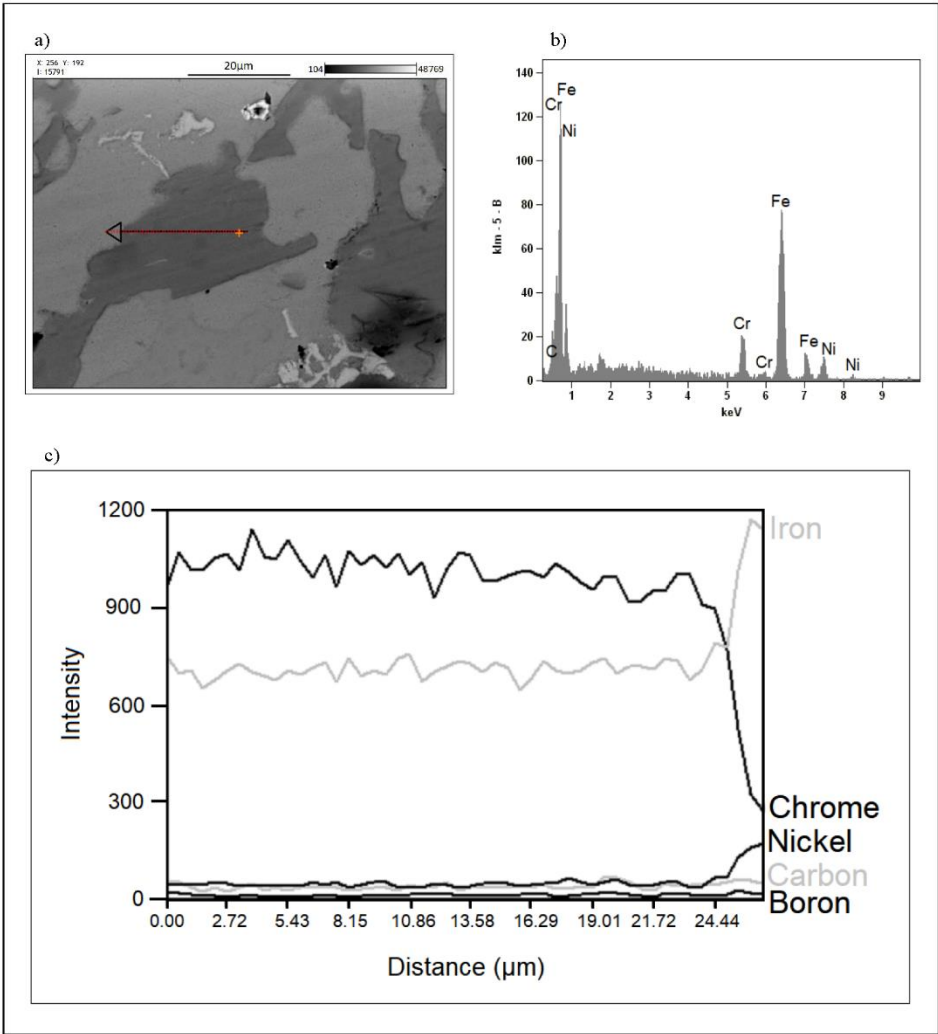 a)
X: 256 Y: 192
I: 15791
20µm
104
48769
b)
klm - 5 - B
140
120
100
80
60
40
20
0
Fe
Cr
Ni
Fe
Cr
Cr
Fe
Ni
Ni
C
1 2 3 4 5 6 7 8 9
keV
c)
Intensity
1200
900
600
300
0
Iron
Chrome
Nickel
Carbon
Boron
0.00 2.72 5.43 8.15 10.86 13.58 16.29 19.01 21.72 24.44
Distance (µm)